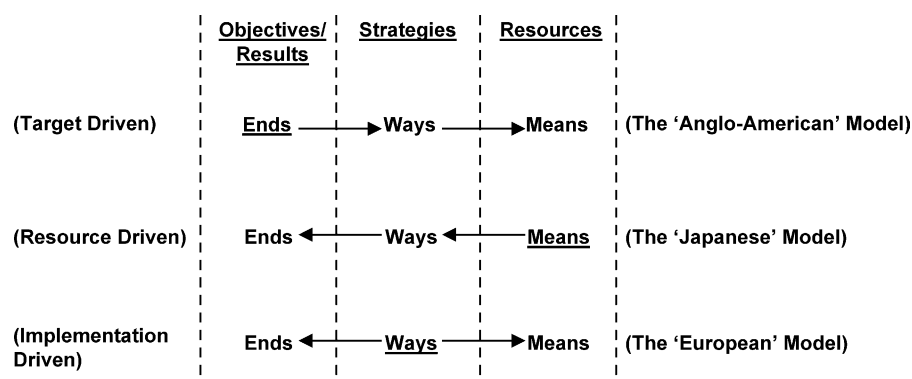 Objectives/ Strategies Resources
Results
(Target Driven) Ends Ways Means (The ‘Anglo-American’ Model)
(Resource Driven) Ends Ways Means (The ‘Japanese’ Model)
(Implementation
Driven) Ends Ways Means (The ‘European’ Model)